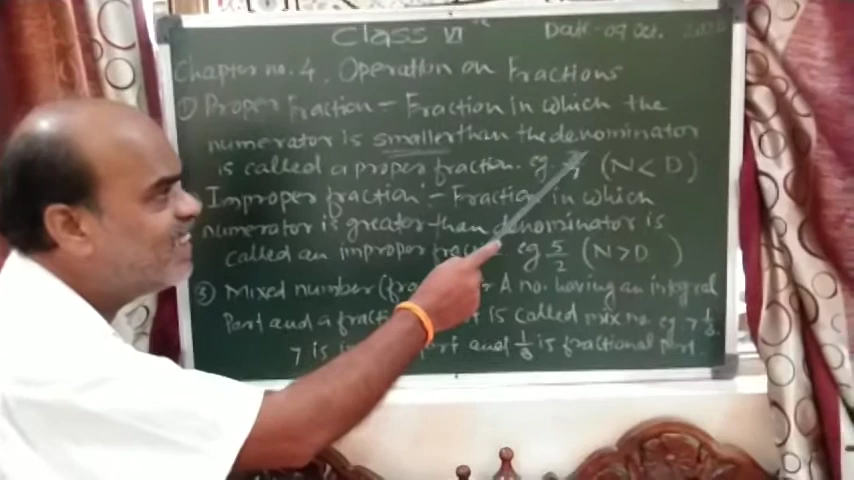 Class VI
Date - 09 Oct.
Chapter no. 4, Operation on Fractions
① Proper Fraction - Fraction in which the
numerator is smaller than the denominator
is called a proper fraction. eg. (N < D)
Improper fraction - Fraction in which
numerator is greater than denominator is
called an improper eg 5/2 (N > D)
③ Mixed number ( A no. having an integral
Part and a is called mix no. eg 7 1/3.
7 is and 1/3 is fractional part.